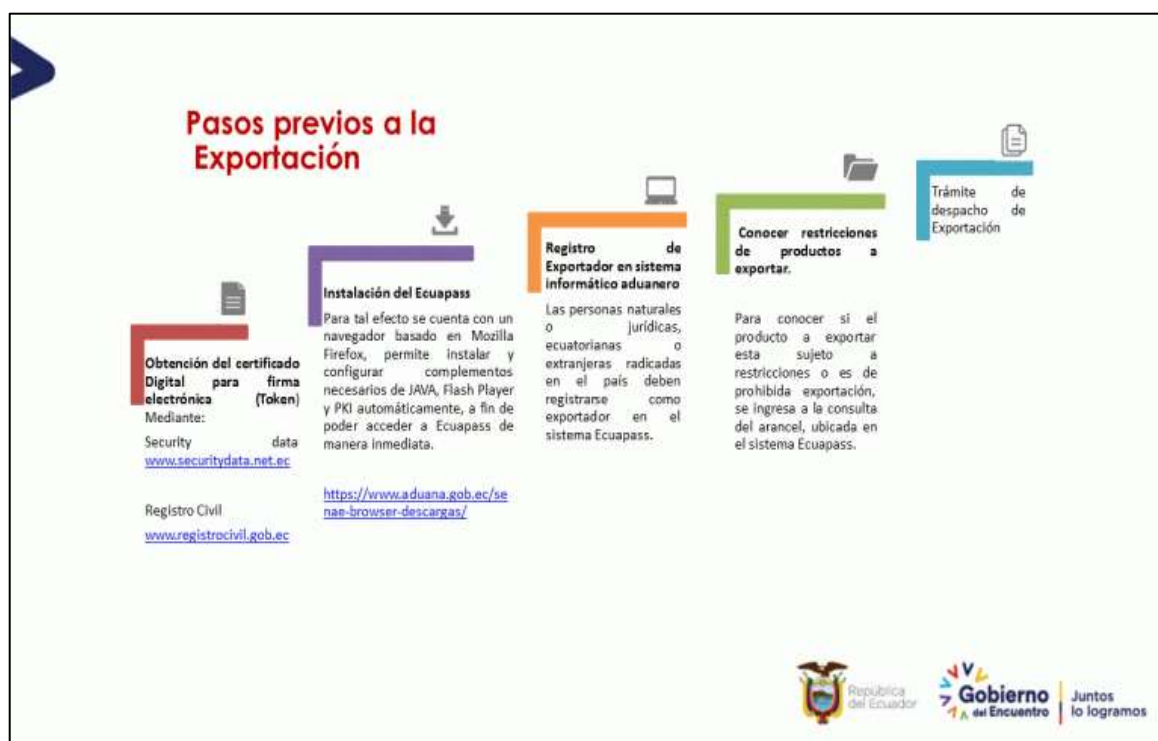 Pasos previos a la
Exportación
Obtención del certificado
Digital para firma
electrónica (Token)
Mediante:
Security data
www.securitydata.net.ec
Registro Civil
www.registrocivil.gob.ec
Instalación del Ecuapass
Para tal efecto se cuenta con un
navegador basado en Mozilla
Firefox, permite instalar y
configurar complementos
necesarios de JAVA, Flash Player
y PKI automáticamente, a fin de
poder acceder a Ecuapass de
manera inmediata.
https://www.aduana.gob.ec/se
nae-browser-descargas/
Registro de
Exportador en sistema
informático aduanero
Las personas naturales
o jurídicas,
ecuatorianas o
extranjeras radicadas
en el país deben
registrarse como
exportador en el
sistema Ecuapass.
Conocer restricciones
de productos a
exportar.
Para conocer si el
producto a exportar
esta sujeto a
restricciones o es de
prohibida exportación,
se ingresa a la consulta
del arancel, ubicada en
el sistema Ecuapass.
Trámite de
despacho de
Exportación
República
del Ecuador
Gobierno
del Encuentro
Juntos
lo logramos